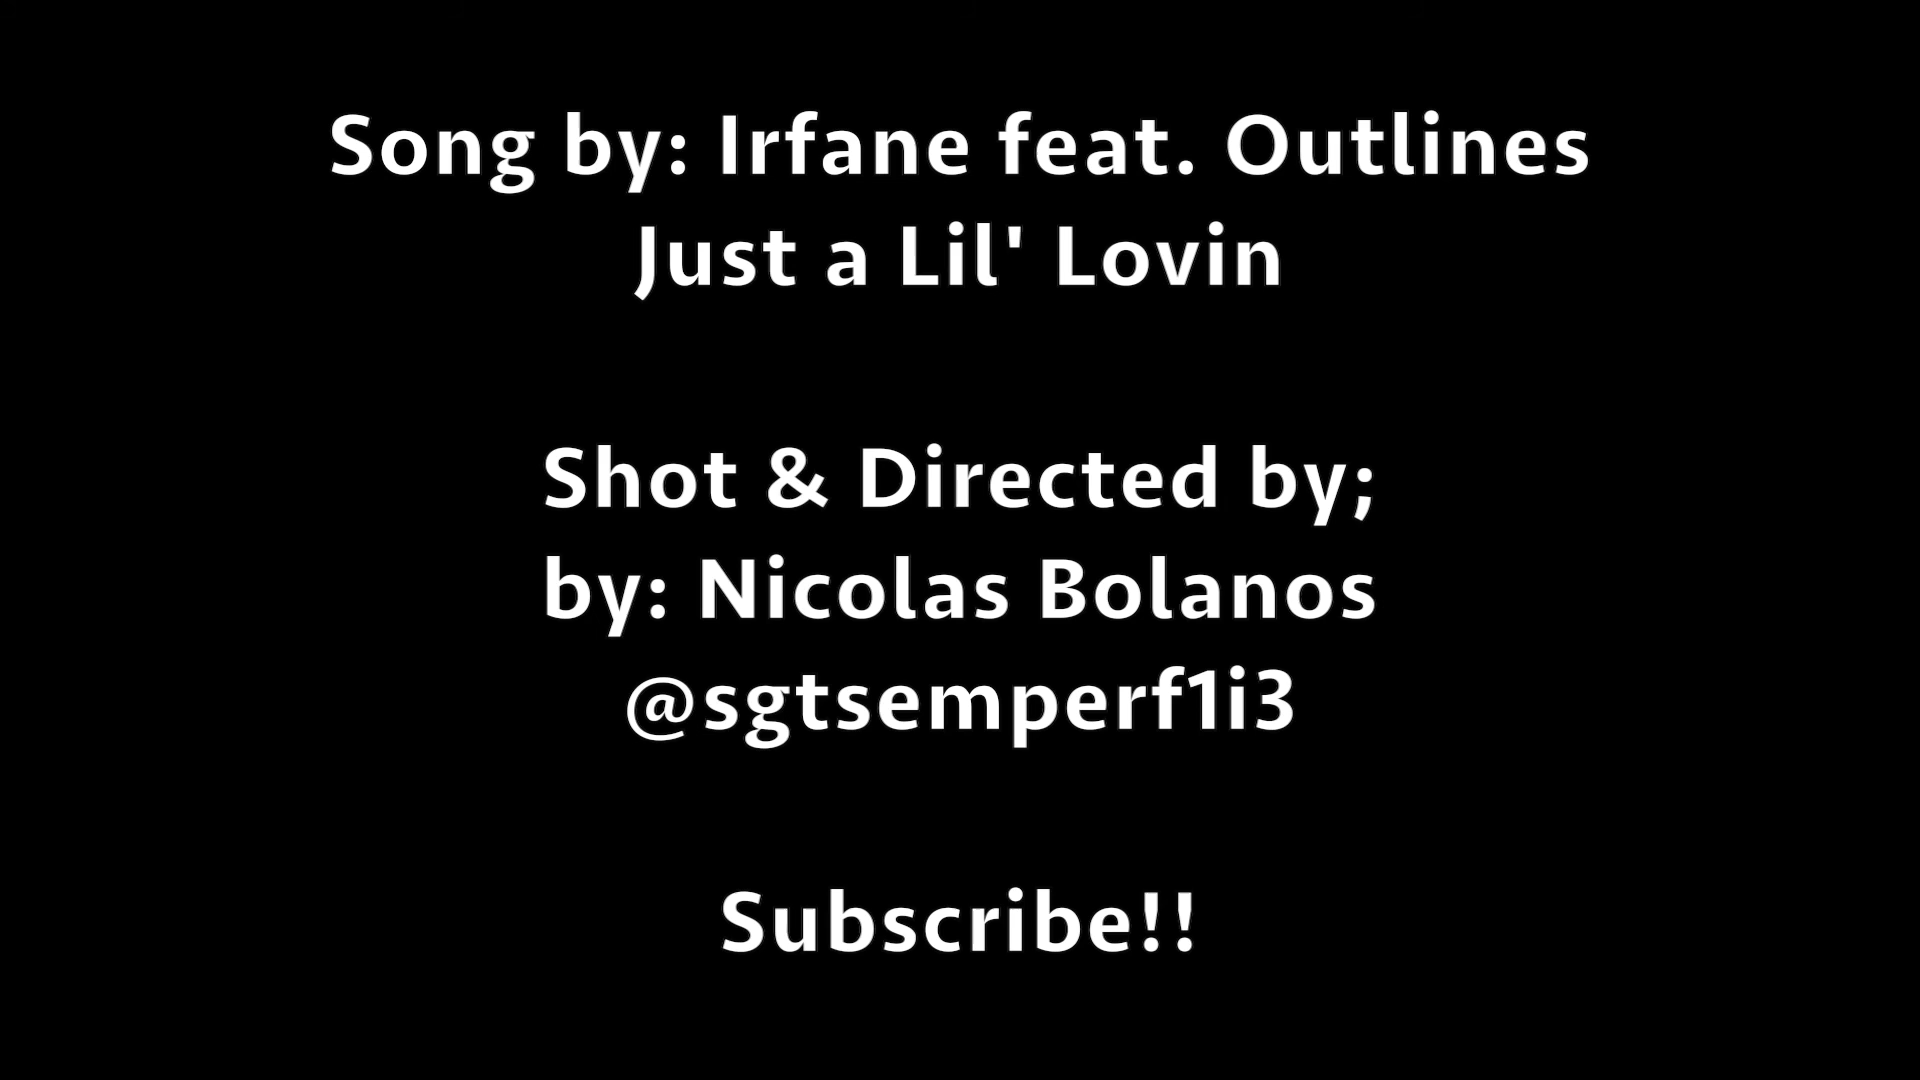 Song by: Irfane feat. Outlines
Just a Lil' Lovin
Shot & Directed by;
by: Nicolas Bolanos
@sgtsemperf1i3
Subscribe!!